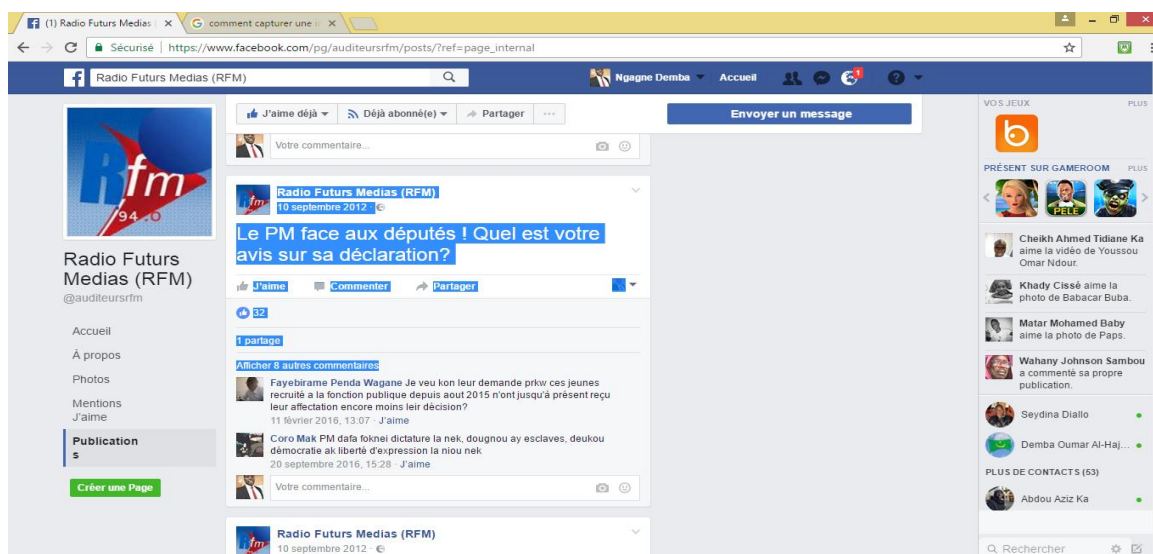 (1) Radio Futurs Medias
comment capturer une
Sécurisé | https://www.facebook.com/pg/auditeursrfm/posts/?ref=page_internal
Radio Futurs Medias (RFM)
Ngagne Demba
Accueil
1
Rfm
94.0
Radio Futurs
Medias (RFM)
@auditeursrfm
Accueil
À propos
Photos
Mentions
J'aime
Publication
s
Créer une Page
J'aime déjà
Déjà abonné(e)
Partager
Envoyer un message
Votre commentaire...
Radio Futurs Medias (RFM)
10 septembre 2012 ·
Le PM face aux députés ! Quel est votre
avis sur sa déclaration?
J'aime
Commenter
Partager
32
1 partage
Afficher 8 autres commentaires
Fayebirame Penda Wagane Je veu kon leur demande prkw ces jeunes
recruité a la fonction publique depuis aout 2015 n'ont jusqu'à présent reçu
leur affectation encore moins leir décision?
11 février 2016, 13:07 · J'aime
Coro Mak PM dafa foknei dictature la nek, dougnou ay esclaves, deukou
démocratie ak liberté d'expression la niou nek
20 septembre 2016, 15:28 · J'aime
Votre commentaire...
Radio Futurs Medias (RFM)
10 septembre 2012 ·
VOS JEUX
PLUS
PRÉSENT SUR GAMEROOM
PLUS
PELE
Cheikh Ahmed Tidiane Ka
aime la vidéo de Youssou
Omar Ndour.
Khady Cissé aime la
photo de Babacar Buba.
Matar Mohamed Baby
aime la photo de Paps.
Wahany Johnson Sambou
a commenté sa propre
publication.
Seydina Diallo
Demba Oumar Al-Haj...
PLUS DE CONTACTS (53)
Abdou Aziz Ka
Rechercher